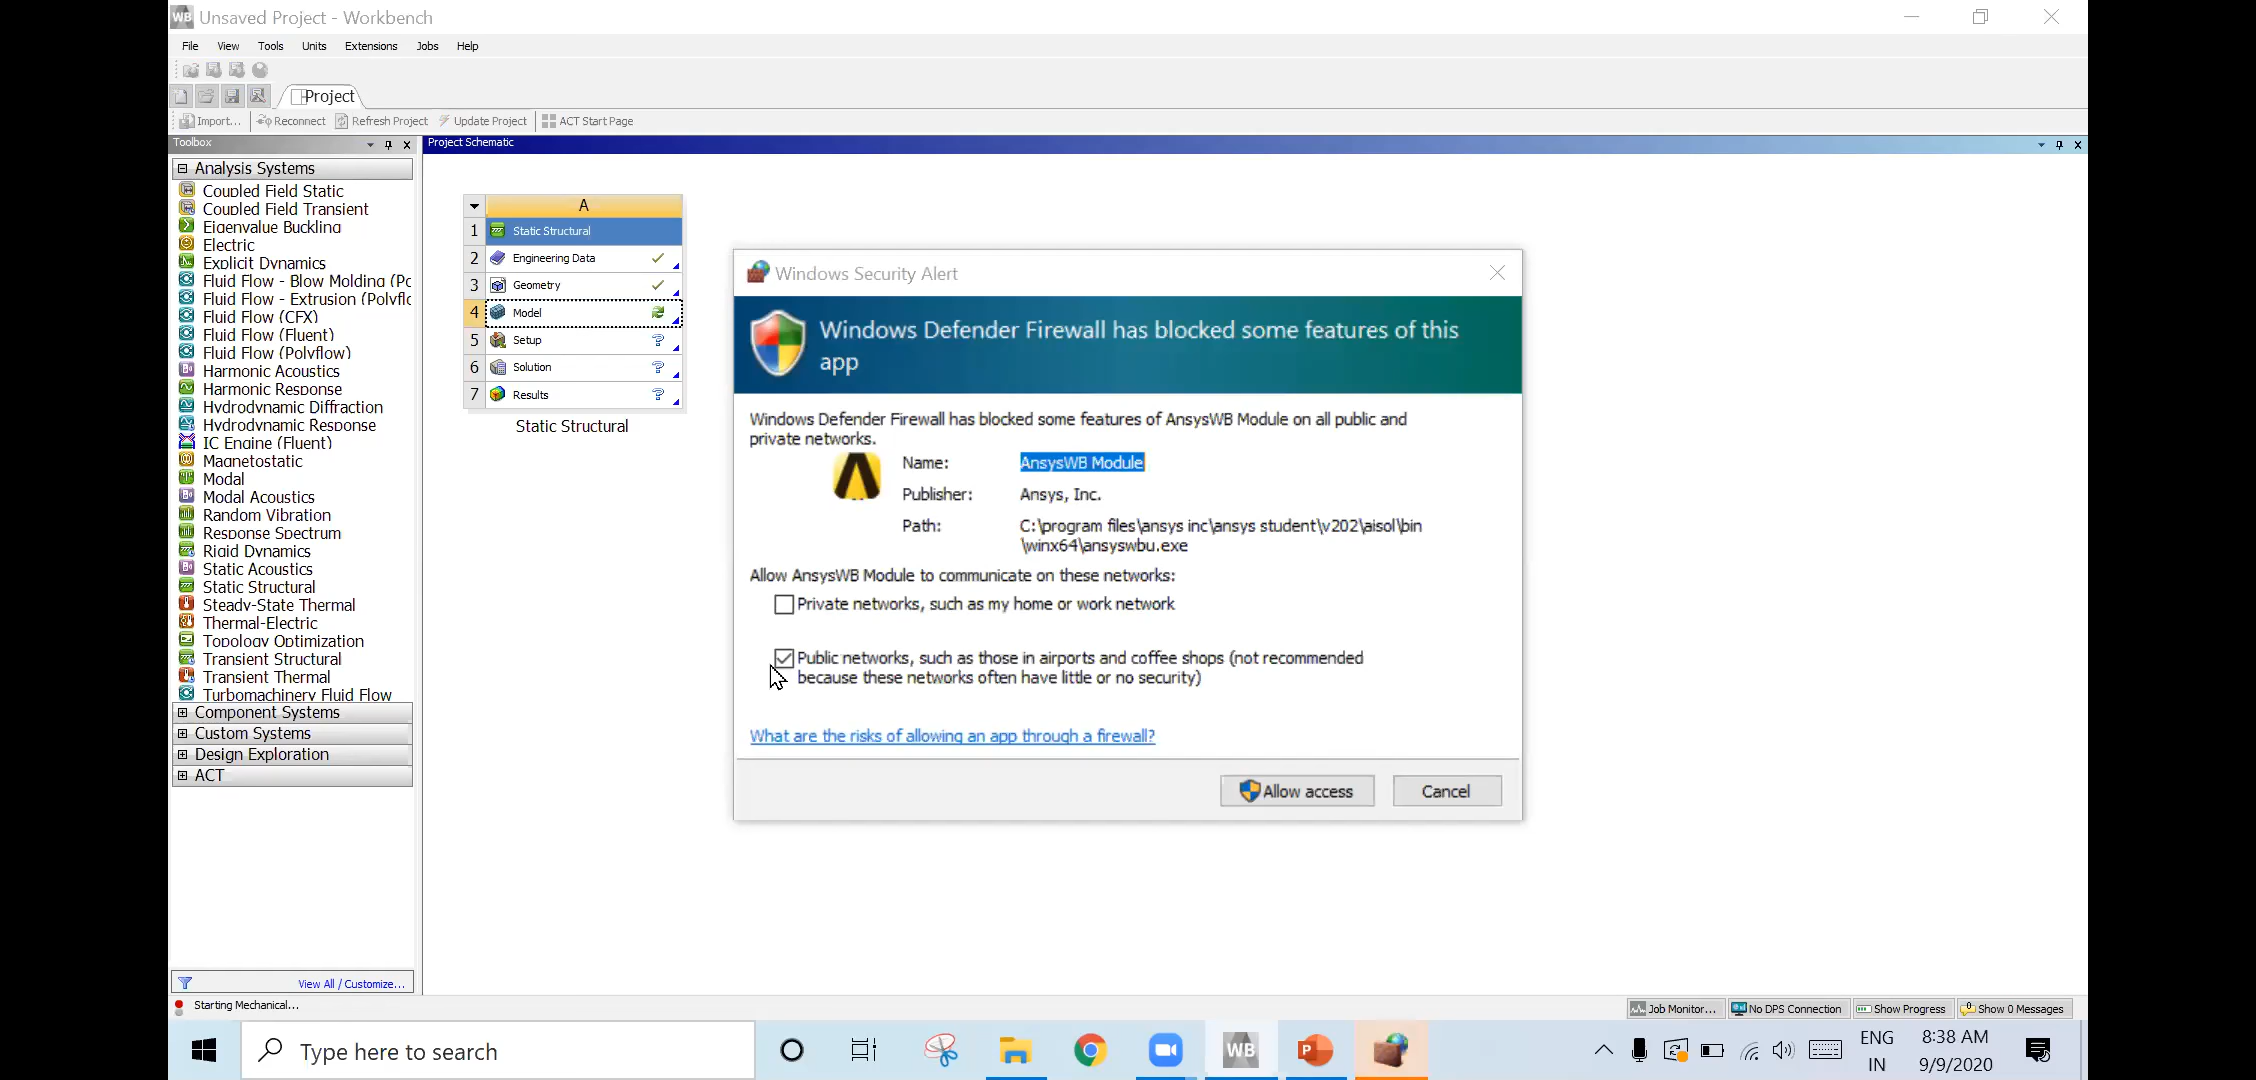 WB Unsaved Project - Workbench
File View Tools Units Extensions Jobs Help
Project
Import... Reconnect Refresh Project Update Project ACT Start Page
Toolbox
Project Schematic
Analysis Systems
Coupled Field Static
Coupled Field Transient
Eigenvalue Buckling
Electric
Explicit Dynamics
Fluid Flow - Blow Molding (Po
Fluid Flow - Extrusion (Polyflo
Fluid Flow (CFX)
Fluid Flow (Fluent)
Fluid Flow (Polyflow)
Harmonic Acoustics
Harmonic Response
Hydrodynamic Diffraction
Hydrodynamic Response
IC Engine (Fluent)
Magnetostatic
Modal
Modal Acoustics
Random Vibration
Response Spectrum
Rigid Dynamics
Static Acoustics
Static Structural
Steady-State Thermal
Thermal-Electric
Topology Optimization
Transient Structural
Transient Thermal
Turbomachinery Fluid Flow
Component Systems
Custom Systems
Design Exploration
ACT
View All / Customize...
A
1 Static Structural
2 Engineering Data
3 Geometry
4 Model
5 Setup ?
6 Solution ?
7 Results ?
Static Structural
Windows Security Alert
Windows Defender Firewall has blocked some features of this
app
Windows Defender Firewall has blocked some features of AnsysWB Module on all public and
private networks.
Name: AnsysWB Module
Publisher: Ansys, Inc.
Path: C:\program files\ansys inc\ansys student\v202\aisol\bin
\winx64\answswbu.exe
Allow AnsysWB Module to communicate on these networks:
Private networks, such as my home or work network
Public networks, such as those in airports and coffee shops (not recommended
because these networks often have little or no security)
What are the risks of allowing an app through a firewall?
Allow access Cancel
Starting Mechanical...
Job Monitor... No DPS Connection Show Progress Show 0 Messages
Type here to search
WB
P
ENG
IN
8:38 AM
9/9/2020